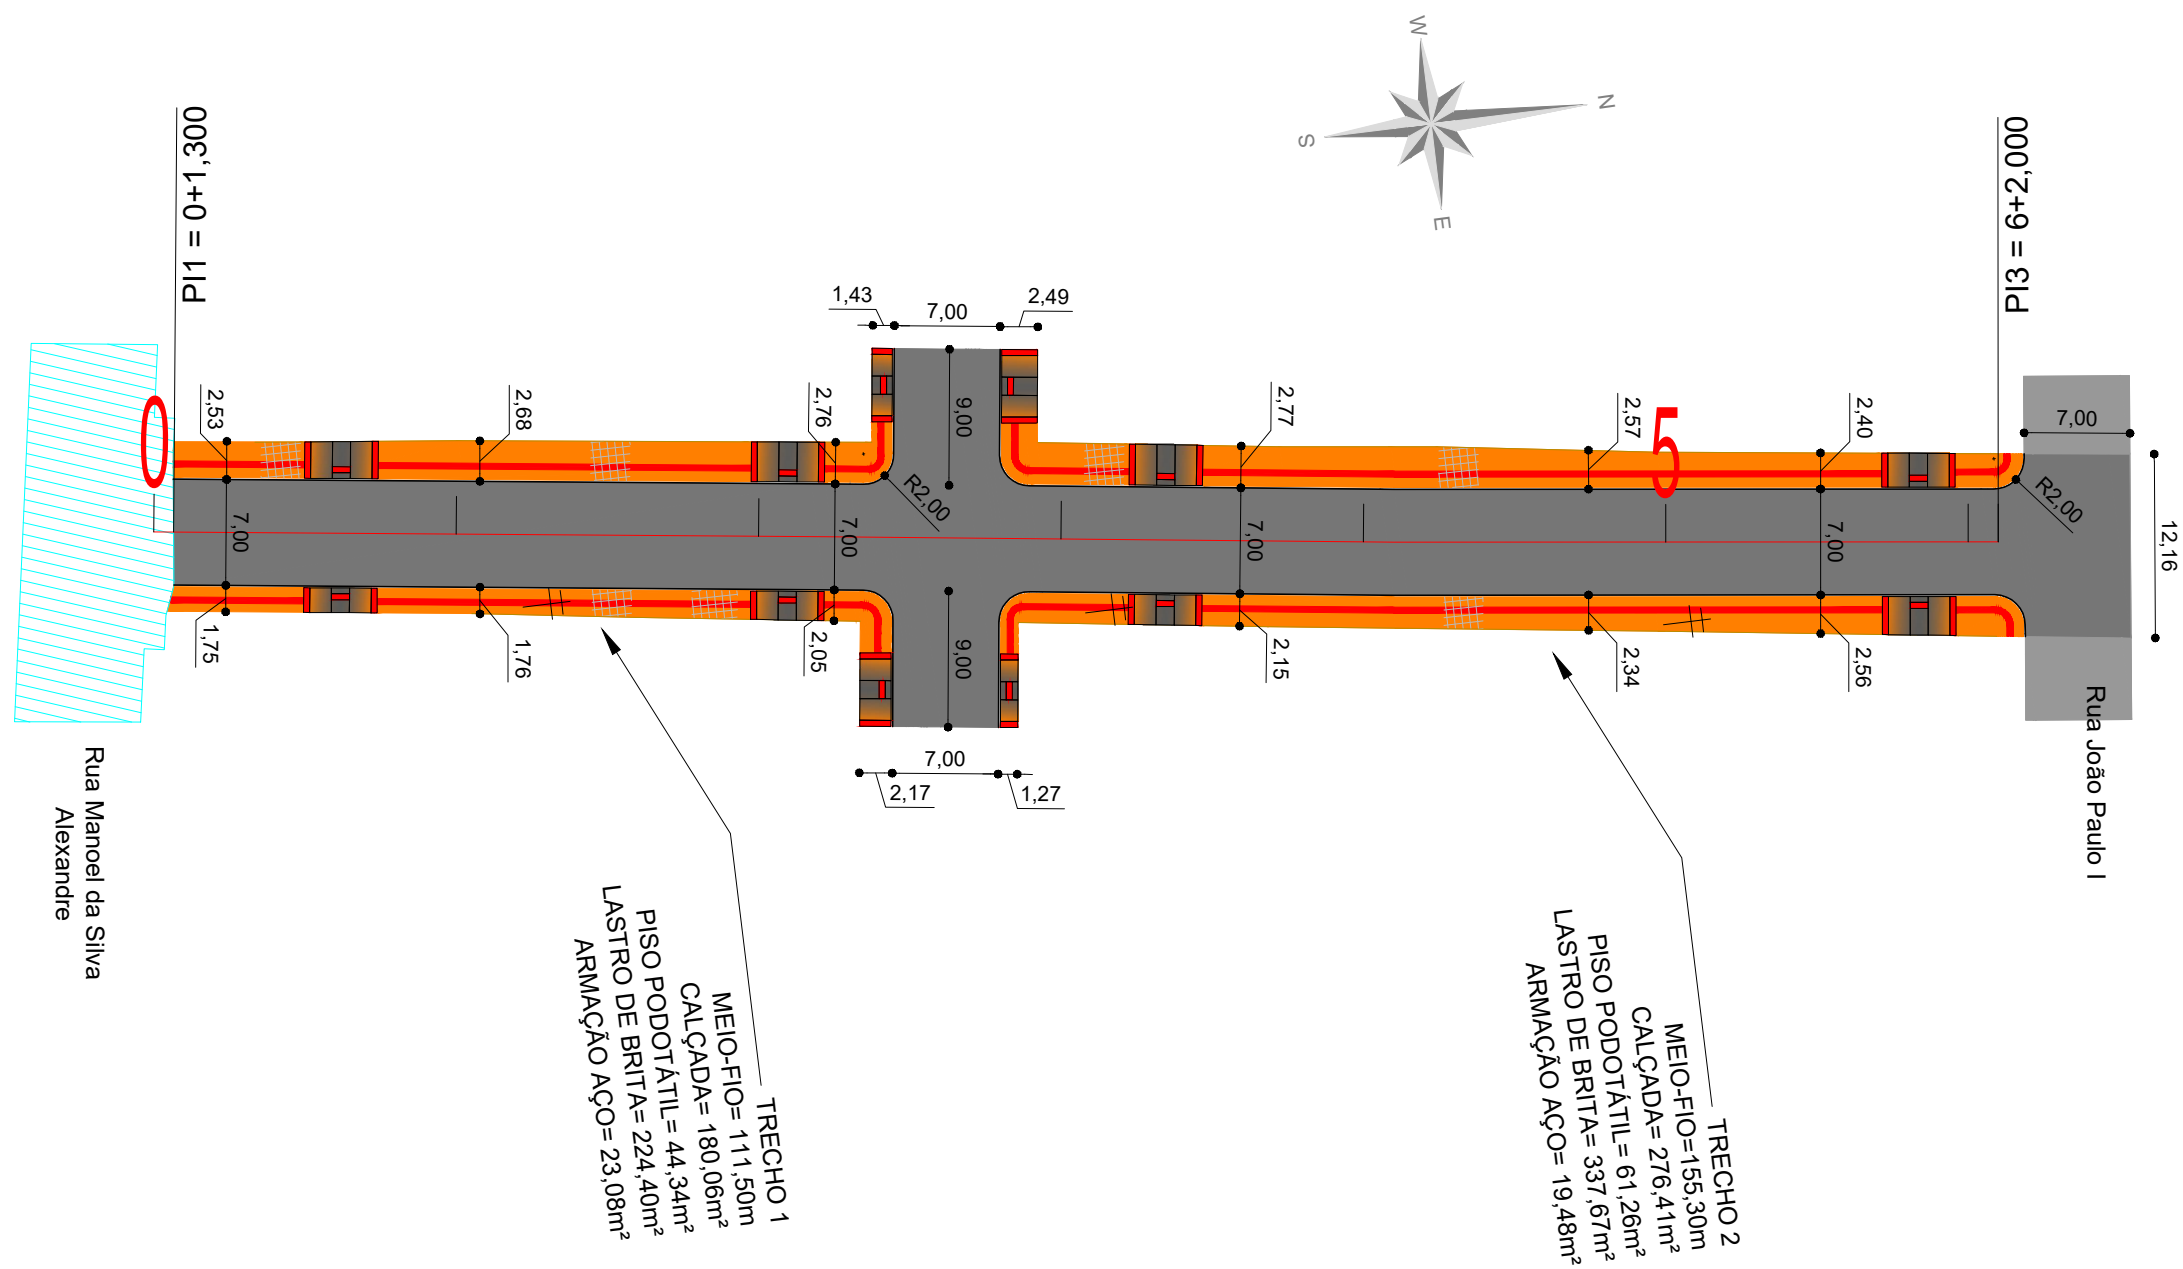 W
N
S
E
PI1 = 0+1,300
PI3 = 6+2,000
1,43
7,00
2,49
2,53
2,68
2,76
9,00
2,77
2,57
2,40
7,00
0
5
R2,00
R2,00
12,16
7,00
7,00
7,00
7,00
1,75
1,76
2,05
9,00
2,15
2,34
2,56
7,00
2,17
1,27
Rua Manoel da Silva
Alexandre
Rua João Paulo I
TRECHO 1
MEIO-FIO= 111,50m
CALÇADA= 180,06m²
PISO PODOTÁTIL= 44,34m²
LASTRO DE BRITA= 224,40m²
ARMAÇÃO AÇO= 23,08m²
TRECHO 2
MEIO-FIO=155,30m
CALÇADA= 276,41m²
PISO PODOTÁTIL= 61,26m²
LASTRO DE BRITA= 337,67m²
ARMAÇÃO AÇO= 19,48m²